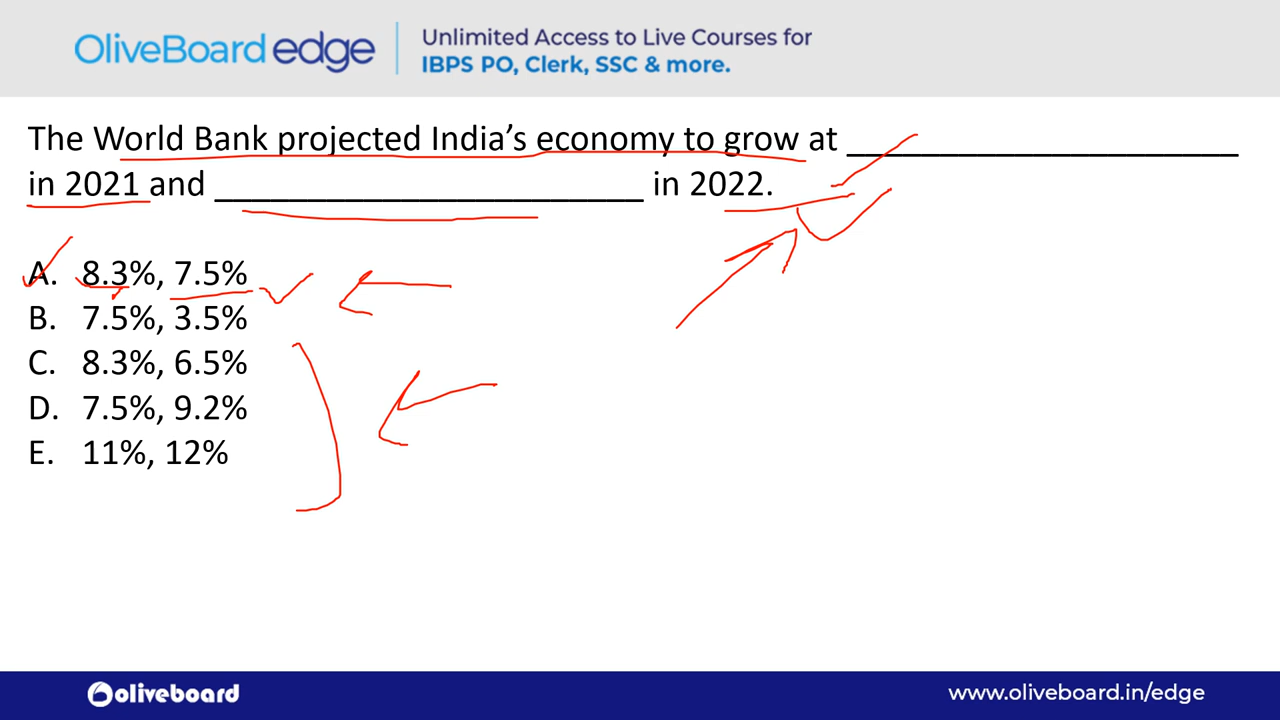 OliveBoard edge
Unlimited Access to Live Courses for
IBPS PO, Clerk, SSC & more.
The World Bank projected India's economy to grow at ____________________
in 2021 and ______________________ in 2022.
A. 8.3%, 7.5%
B. 7.5%, 3.5%
C. 8.3%, 6.5%
D. 7.5%, 9.2%
E. 11%, 12%
oliveboard
www.oliveboard.in/edge